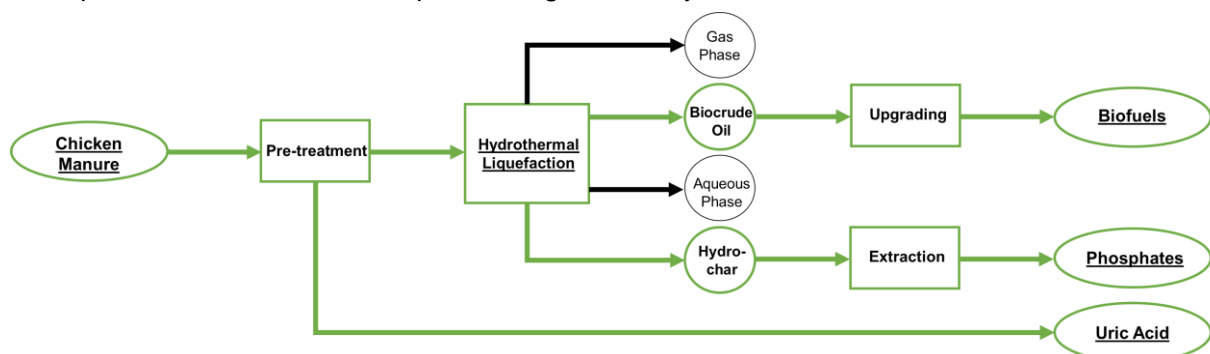 Gas
Phase
Chicken
Manure
Pre-treatment
Hydrothermal
Liquefaction
Biocrude
Oil
Upgrading
Biofuels
Aqueous
Phase
Hydro-
char
Extraction
Phosphates
Uric Acid